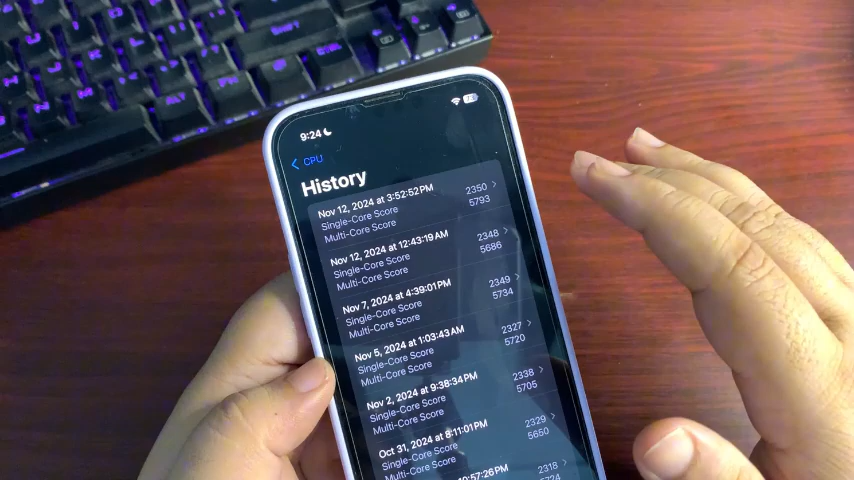 9:24
CPU
History
Nov 12, 2024 at 3:52:52 PM
Single-Core Score 2350
Multi-Core Score 5793
Nov 12, 2024 at 12:43:19 AM
Single-Core Score 2348
Multi-Core Score 5686
Nov 7, 2024 at 4:39:01 PM
Single-Core Score 2349
Multi-Core Score 5734
Nov 5, 2024 at 1:03:43 AM
Single-Core Score 2327
Multi-Core Score 5720
Nov 2, 2024 at 9:38:34 PM
Single-Core Score 2338
Multi-Core Score 5705
Oct 31, 2024 at 8:11:01 PM
Single-Core Score 2329
Multi-Core Score 5650
2318